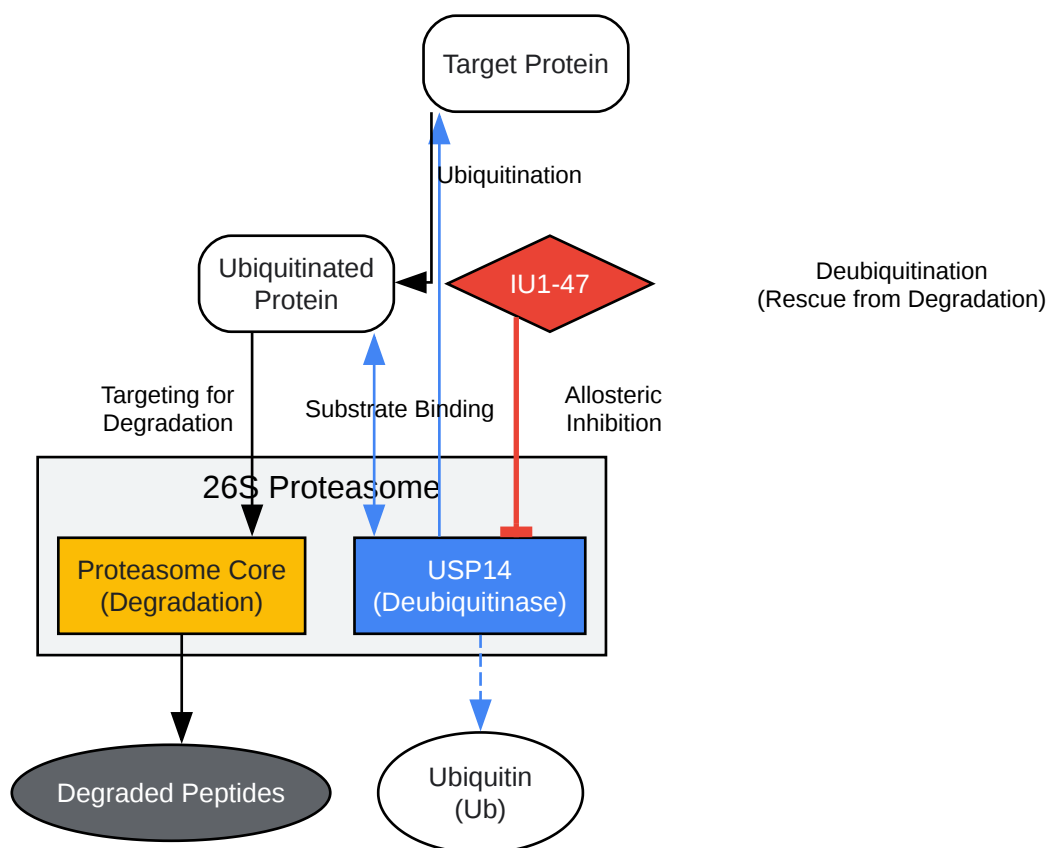 Target Protein
Ubiquitination
Ubiquitinated
Protein
IU1-47
Deubiquitination
(Rescue from Degradation)
Targeting for
Degradation
Substrate Binding
Allosteric
Inhibition
26S Proteasome
Proteasome Core
(Degradation)
USP14
(Deubiquitinase)
Degraded Peptides
Ubiquitin
(Ub)